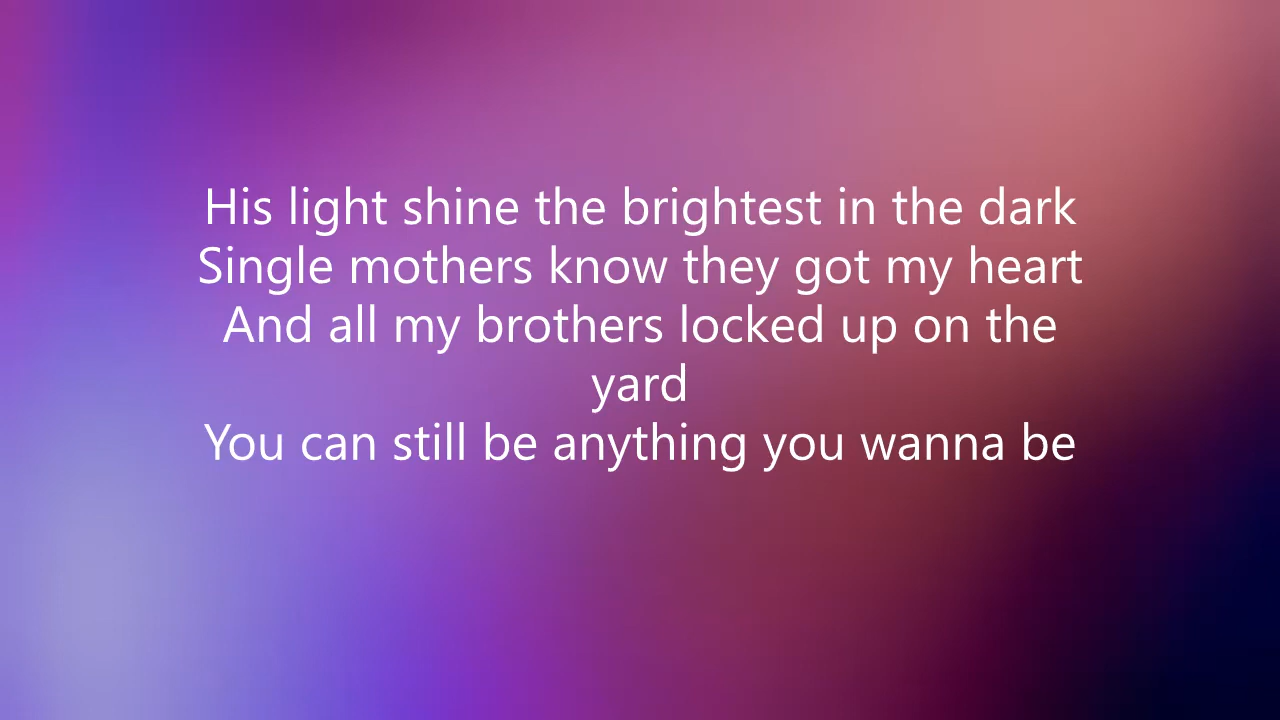 His light shine the brightest in the dark
Single mothers know they got my heart
And all my brothers locked up on the
yard
You can still be anything you wanna be